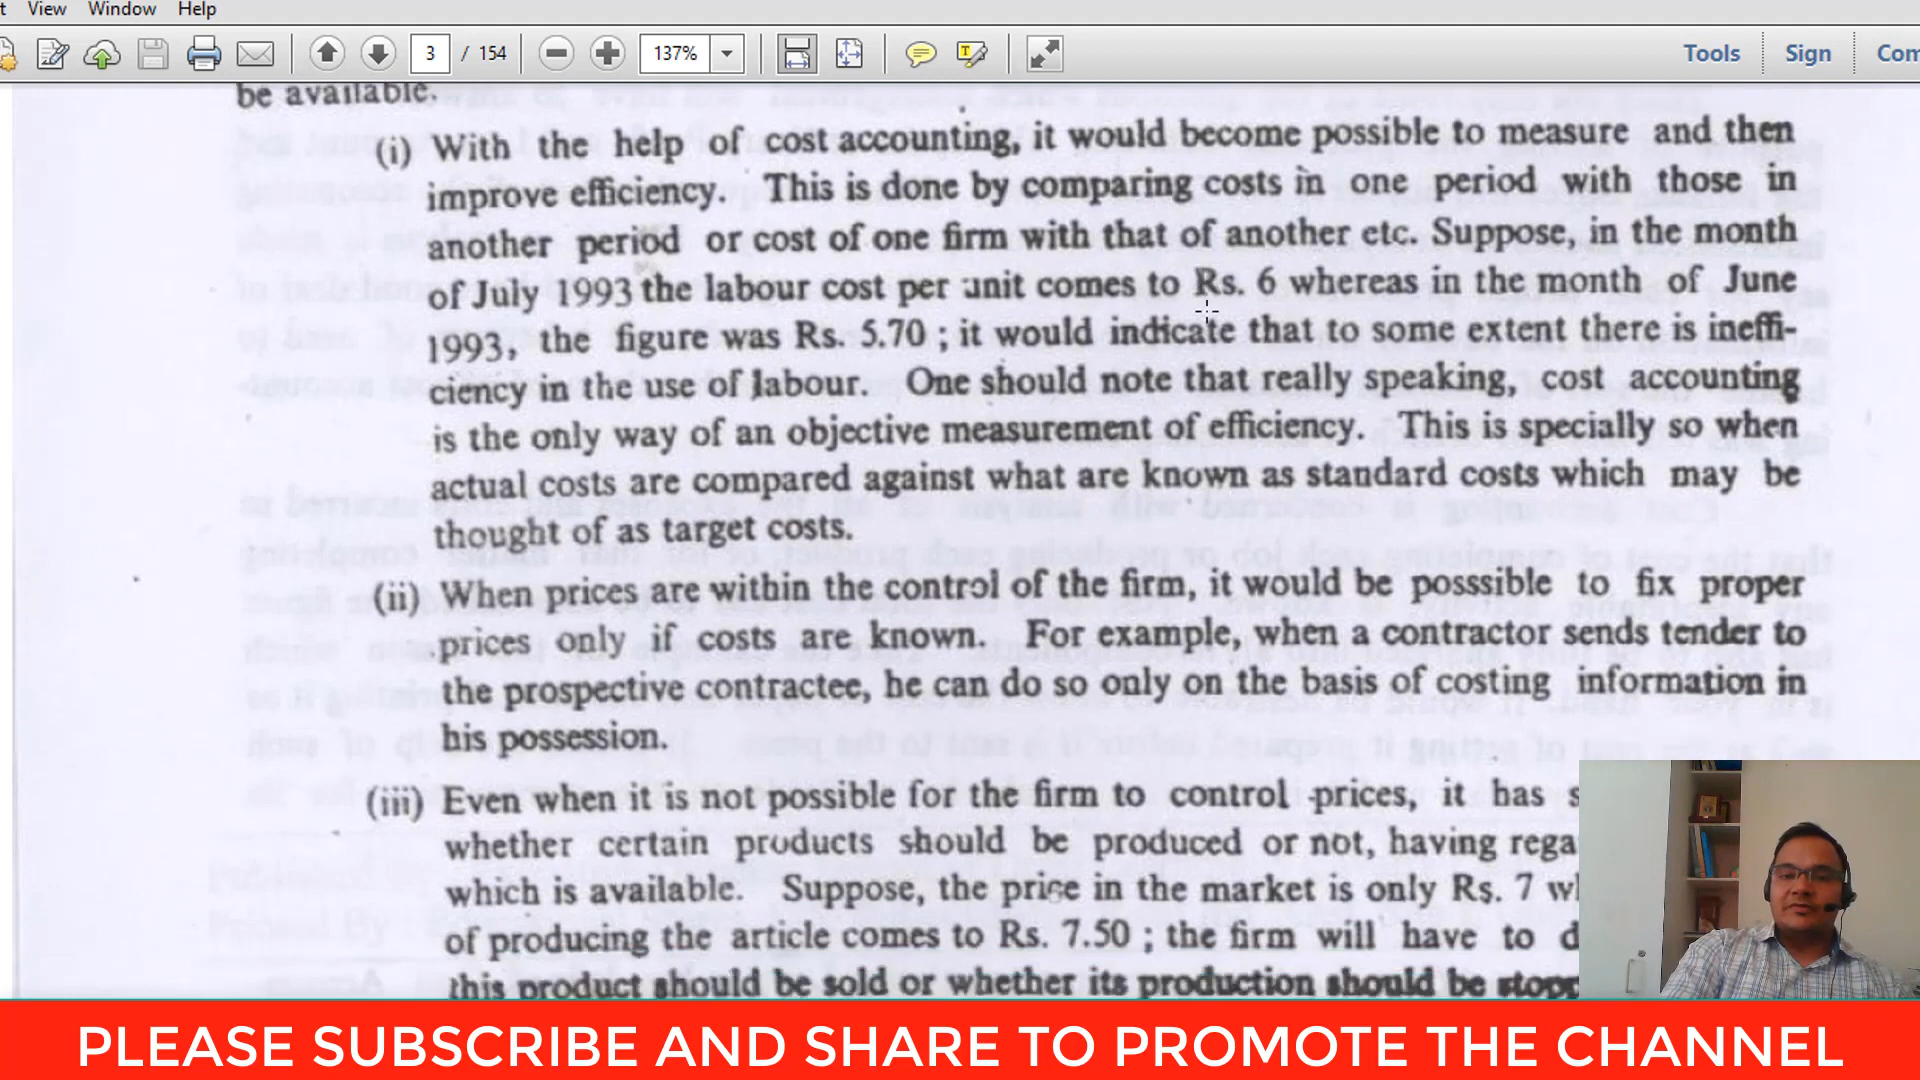 View Window Help
3 / 154 137% Tools Sign
be available.
(i) With the help of cost accounting, it would become possible to measure and then
improve efficiency. This is done by comparing costs in one period with those in
another period or cost of one firm with that of another etc. Suppose, in the month
of July 1993 the labour cost per unit comes to Rs. 6 whereas in the month of June
1993, the figure was Rs. 5.70 ; it would indicate that to some extent there is ineffi-
ciency in the use of labour. One should note that really speaking, cost accounting
is the only way of an objective measurement of efficiency. This is specially so when
actual costs are compared against what are known as standard costs which may be
thought of as target costs.
(ii) When prices are within the control of the firm, it would be posssible to fix proper
prices only if costs are known. For example, when a contractor sends tender to
the prospective contractee, he can do so only on the basis of costing information in
his possession.
(iii) Even when it is not possible for the firm to control prices, it has
whether certain products should be produced or not, having
which is available. Suppose, the price in the market is only Rs. 7
of producing the article comes to Rs. 7.50 ; the firm will have to
this product should be sold or whether its production should be
PLEASE SUBSCRIBE AND SHARE TO PROMOTE THE CHANNEL